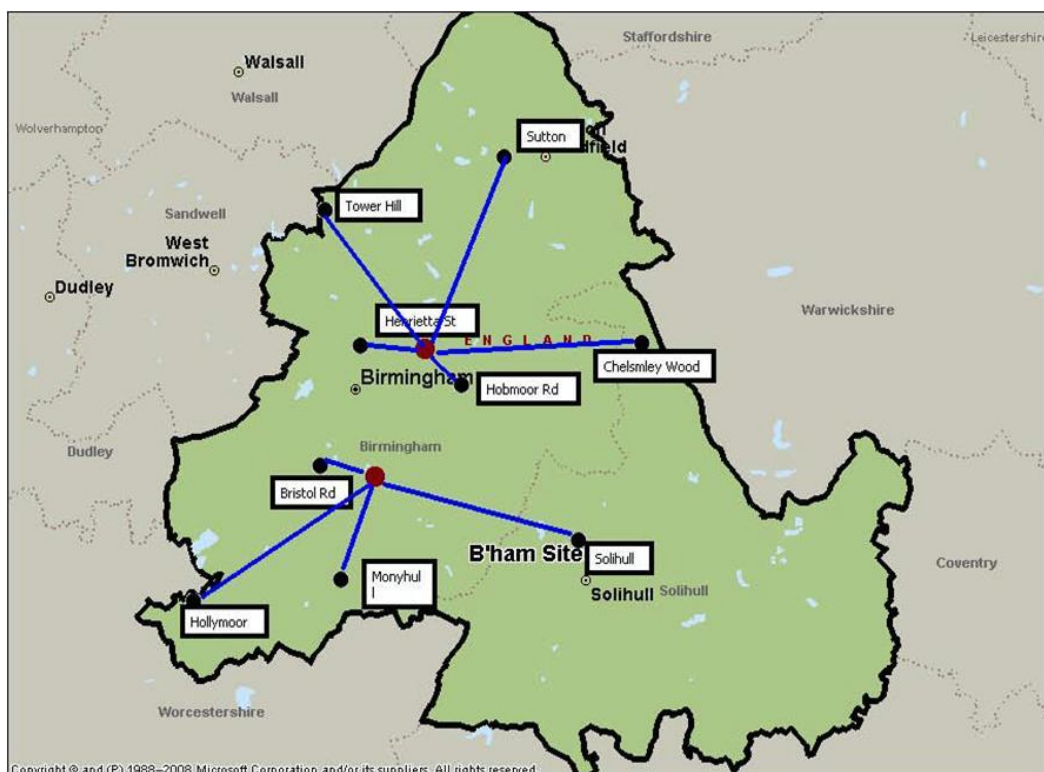 Staffordshire
Leicestershire
Walsall
Walsall
Wolverhampton
Sutton
dfield
Tower Hill
Sandwell
West
Bromwich
Dudley
Warwickshire
Henrietta St
ENGLAND
Chelsmley Wood
Birmingham
Hobmoor Rd
Dudley
Birmingham
Bristol Rd
B'ham Site
Solihull
Coventry
Monyhul
l
Solihull
Solihull
Hollymoor
Worcestershire
Copyright © and (P) 1988–2008 Microsoft Corporation and/or its suppliers. All rights reserved.